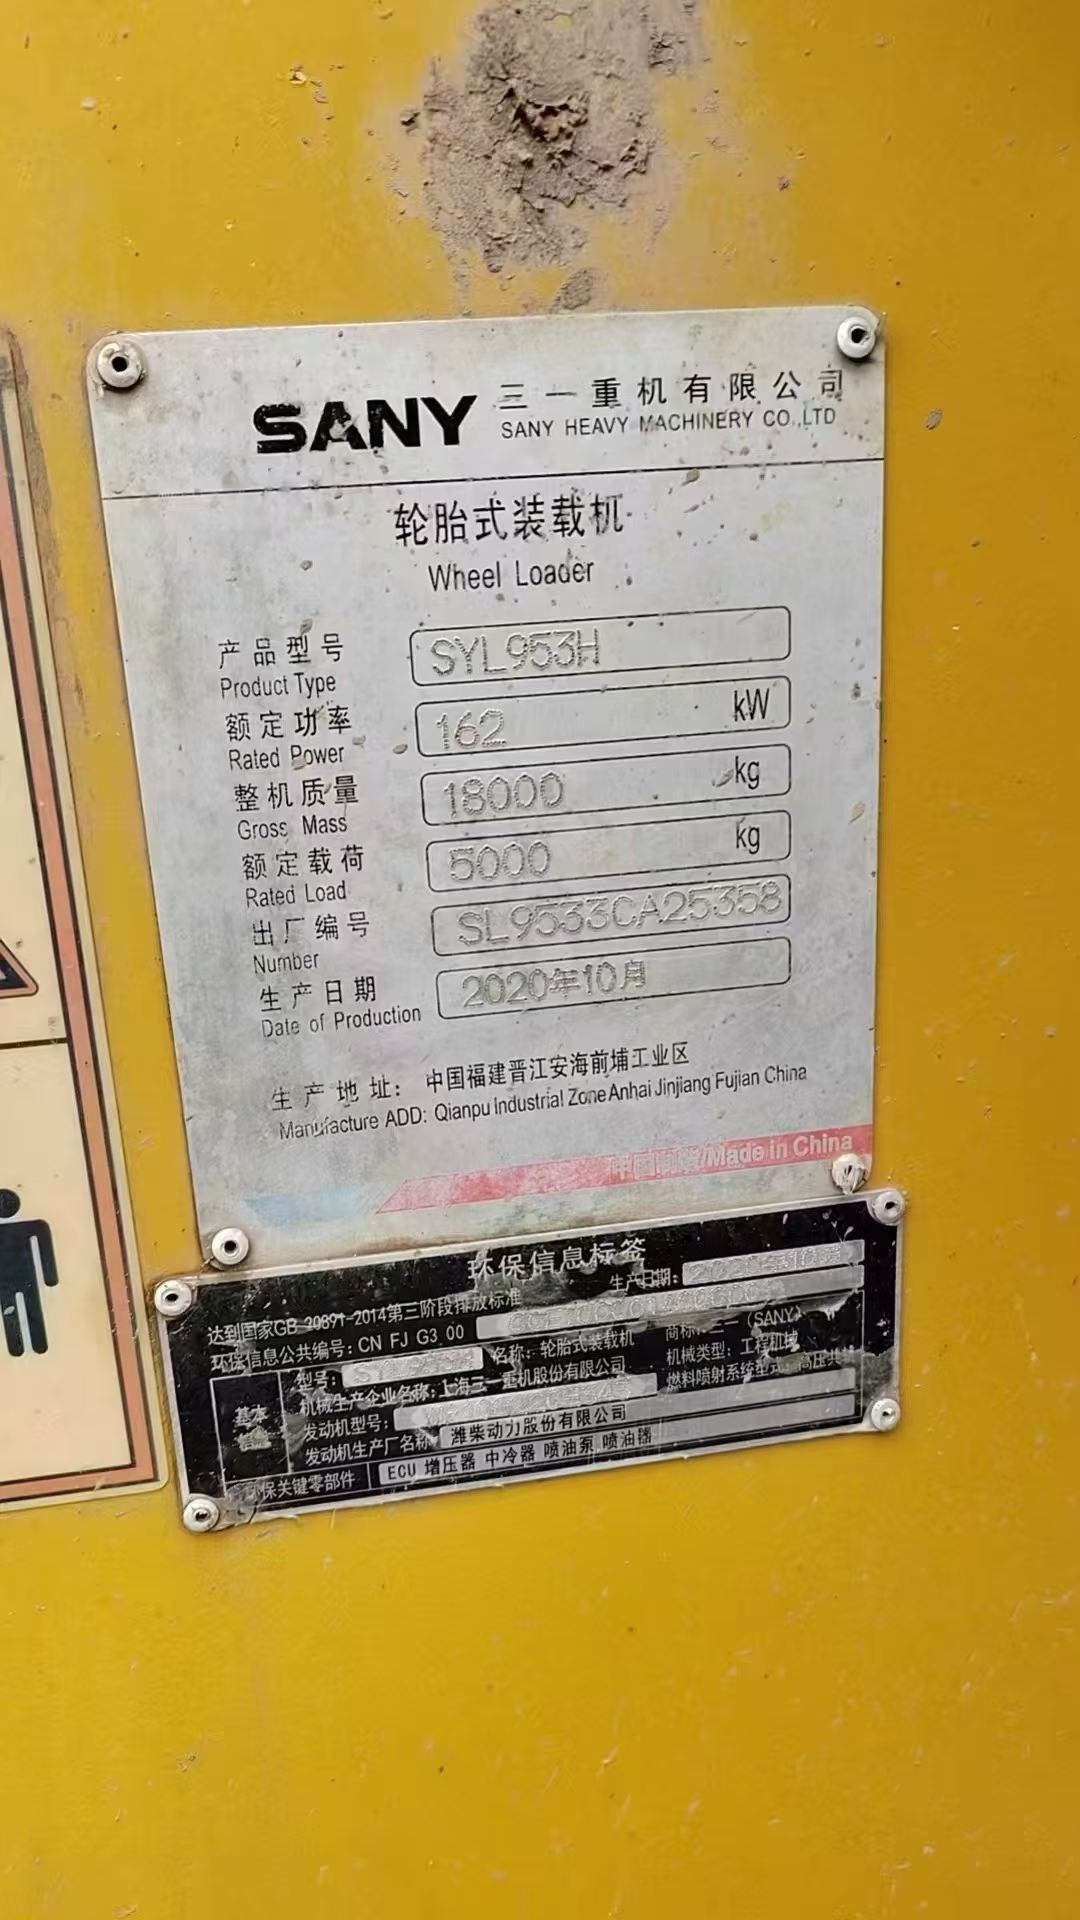 SANY 三一重机有限公司
SANY HEAVY MACHINERY CO.,LTD
轮胎式装载机
Wheel Loader
产品型号 SYL953H
Product Type
额定功率 162 kW
Rated Power
整机质量 18000 kg
Gross Mass
额定载荷 5000 kg
Rated Load
出厂编号 SL9533CA25358
Number
生产日期 2020年10月
Date of Production
生产地址: 中国福建晋江安海前埔工业区
Manufacture ADD: Qianpu Industrial Zone Anhai Jinjiang Fujian China
中国制造/Made in China
环保信息标签
达到国家GB 20891-2014第三阶段排放标准 生产日期:
环保信息公共编号: CN FJ G3 00
型号: 名称: 轮胎式装载机 商标: 三一 (SANY)
基本 机械生产企业名称: 上海三一重机股份有限公司 机械类型: 工程机械
发动机型号: 燃料喷射系统型式: 高压共
发动机生产厂名称: 潍柴动力股份有限公司
环保关键零部件 ECU 增压器 中冷器 喷油泵 喷油器